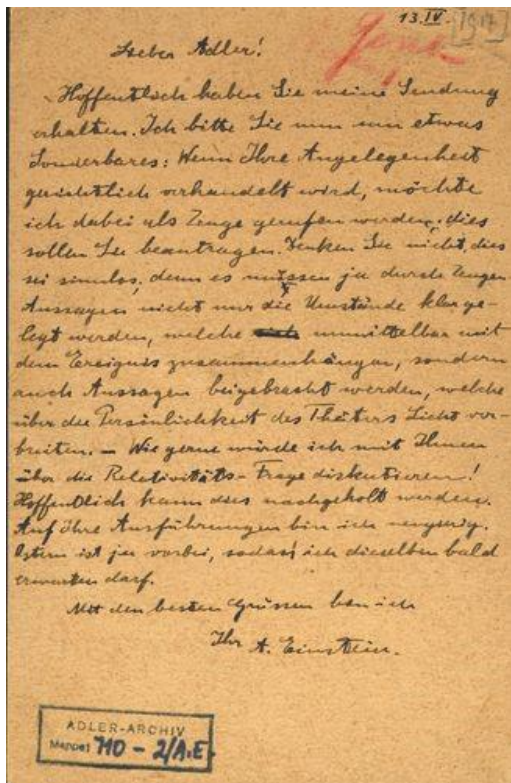 13.IV. [1917]
Lieber Adler!
Hoffentlich haben Sie meine Sendung
erhalten. Ich bitte Sie nun um etwas
Sonderbares: Wenn Ihre Angelegenheit
gerichtlich verhandelt wird, möchte
ich dabei als Zeuge gerufen werden; dies
sollen Sie beantragen. Denken Sie nicht, dies
sei sinnlos, denn es müssen ja durch Zeugen
Aussagen nicht nur die Umstände klarge-
legt werden, welche unmittelbar mit
dem Ereignis zusammenhängen, sondern
auch Aussagen beigebracht werden, welche
über die Persönlichkeit des Thäters Licht ver-
breiten. – Wie gerne würde ich mit Ihnen
über die Relativitäts-Frage diskutieren!
Hoffentlich kann dies nachgeholt werden.
Auf Ihre Ausführungen bin ich neugierig.
Ostern ist ja vorbei, sodass ich dieselben bald
erwarten darf.
Mit den besten Grüssen bin ich
Ihr A. Einstein.
ADLER-ARCHIV
Mappe: 110 – 2/A.E.